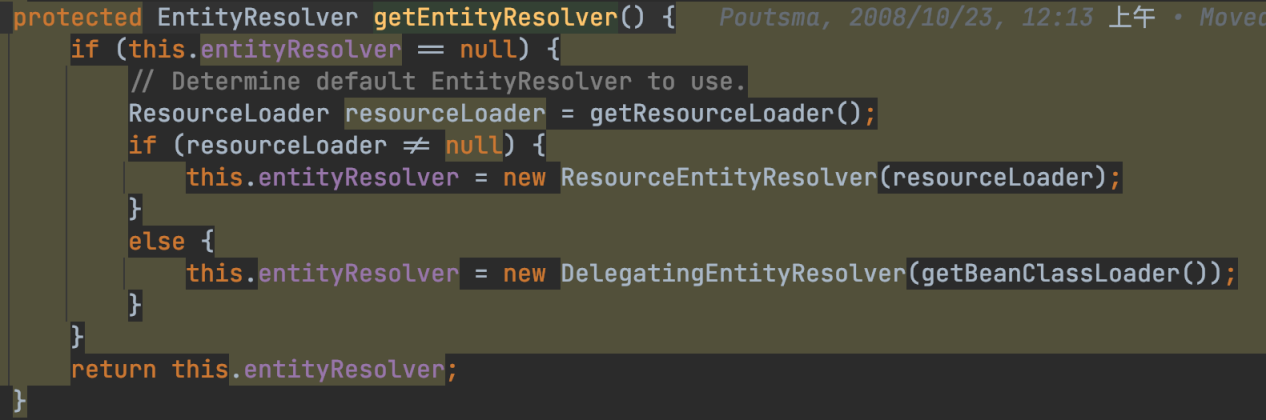 protected EntityResolver getEntityResolver() { Poutsma, 2008/10/23, 12:13 上午 • Moved
if (this.entityResolver == null) {
// Determine default EntityResolver to use.
ResourceLoader resourceLoader = getResourceLoader();
if (resourceLoader != null) {
this.entityResolver = new ResourceEntityResolver(resourceLoader);
}
else {
this.entityResolver = new DelegatingEntityResolver(getBeanClassLoader());
}
}
return this.entityResolver;
}